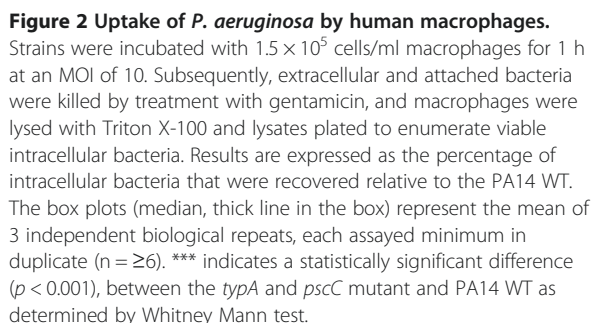 Figure 2 Uptake of P. aeruginosa by human macrophages.
Strains were incubated with 1.5 × 10⁵ cells/ml macrophages for 1 h
at an MOI of 10. Subsequently, extracellular and attached bacteria
were killed by treatment with gentamicin, and macrophages were
lysed with Triton X-100 and lysates plated to enumerate viable
intracellular bacteria. Results are expressed as the percentage of
intracellular bacteria that were recovered relative to the PA14 WT.
The box plots (median, thick line in the box) represent the mean of
3 independent biological repeats, each assayed minimum in
duplicate (n = ≥6). *** indicates a statistically significant difference
(p < 0.001), between the typA and pscC mutant and PA14 WT as
determined by Whitney Mann test.